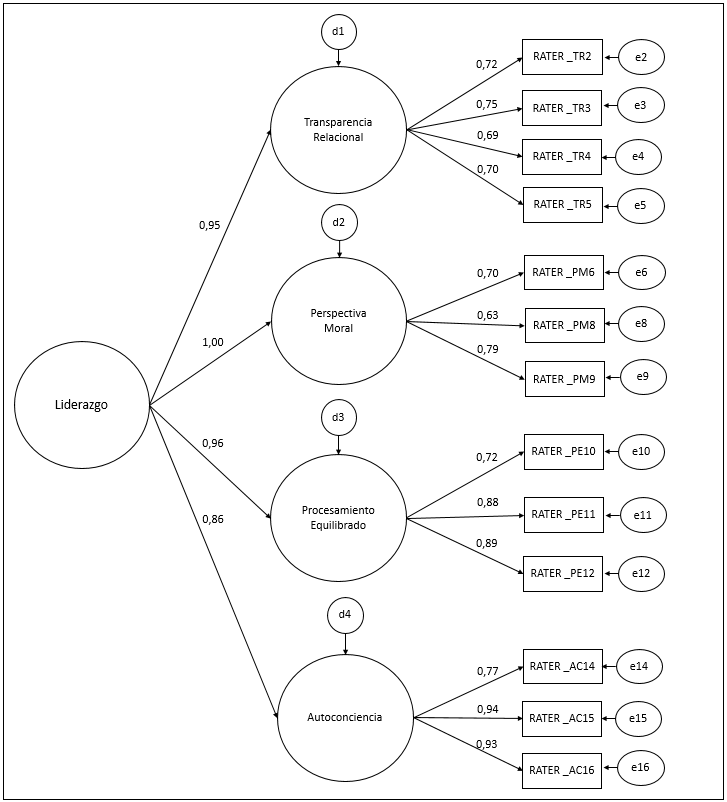 d1
Transparencia
Relacional
0,72
RATER _TR2
e2
0,75
RATER _TR3
e3
0,69
RATER _TR4
e4
0,70
RATER _TR5
e5
0,95
d2
Perspectiva
Moral
0,70
RATER _PM6
e6
0,63
RATER _PM8
e8
0,79
RATER _PM9
e9
1,00
Liderazgo
0,96
0,86
d3
Procesamiento
Equilibrado
0,72
RATER _PE10
e10
0,88
RATER _PE11
e11
0,89
RATER _PE12
e12
d4
Autoconciencia
0,77
RATER _AC14
e14
0,94
RATER _AC15
e15
0,93
RATER _AC16
e16